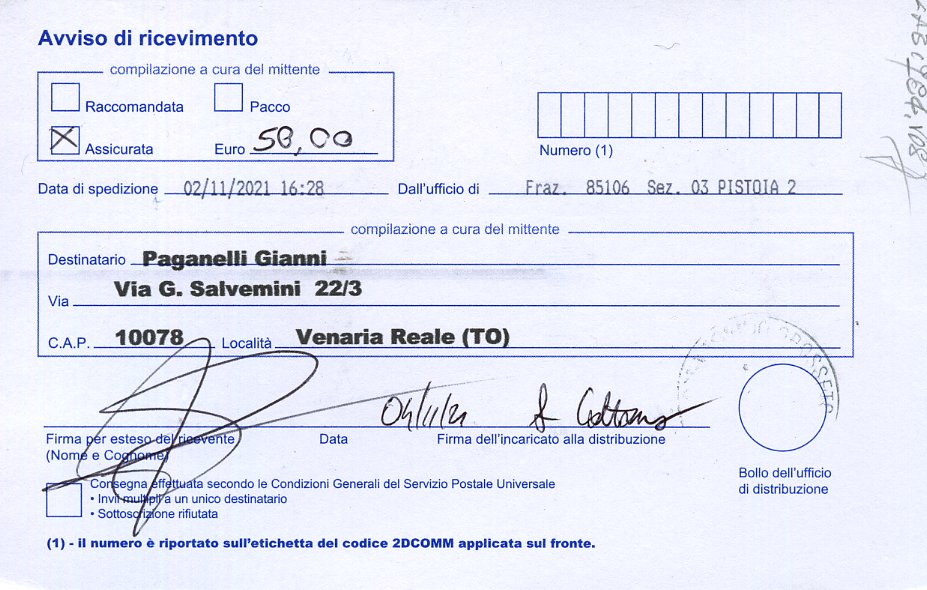 Avviso di ricevimento
compilazione a cura del mittente
Raccomandata Pacco
Assicurata Euro 50,00
Numero (1)
Data di spedizione 02/11/2021 16:28 Dall'ufficio di Fraz. 85106 Sez. 03 PISTOIA 2
compilazione a cura del mittente
Destinatario Paganelli Gianni
Via Via G. Salvemini 22/3
C.A.P. 10078 Località Venaria Reale (TO)
04/11/21
Firma per esteso del ricevente Data Firma dell'incaricato alla distribuzione
(Nome e Cognome)
Bollo dell'ufficio
di distribuzione
Consegna effettuata secondo le Condizioni Generali del Servizio Postale Universale
• Invii multipli a un unico destinatario
• Sottoscrizione rifiutata
(1) - il numero è riportato sull'etichetta del codice 2DCOMM applicata sul fronte.